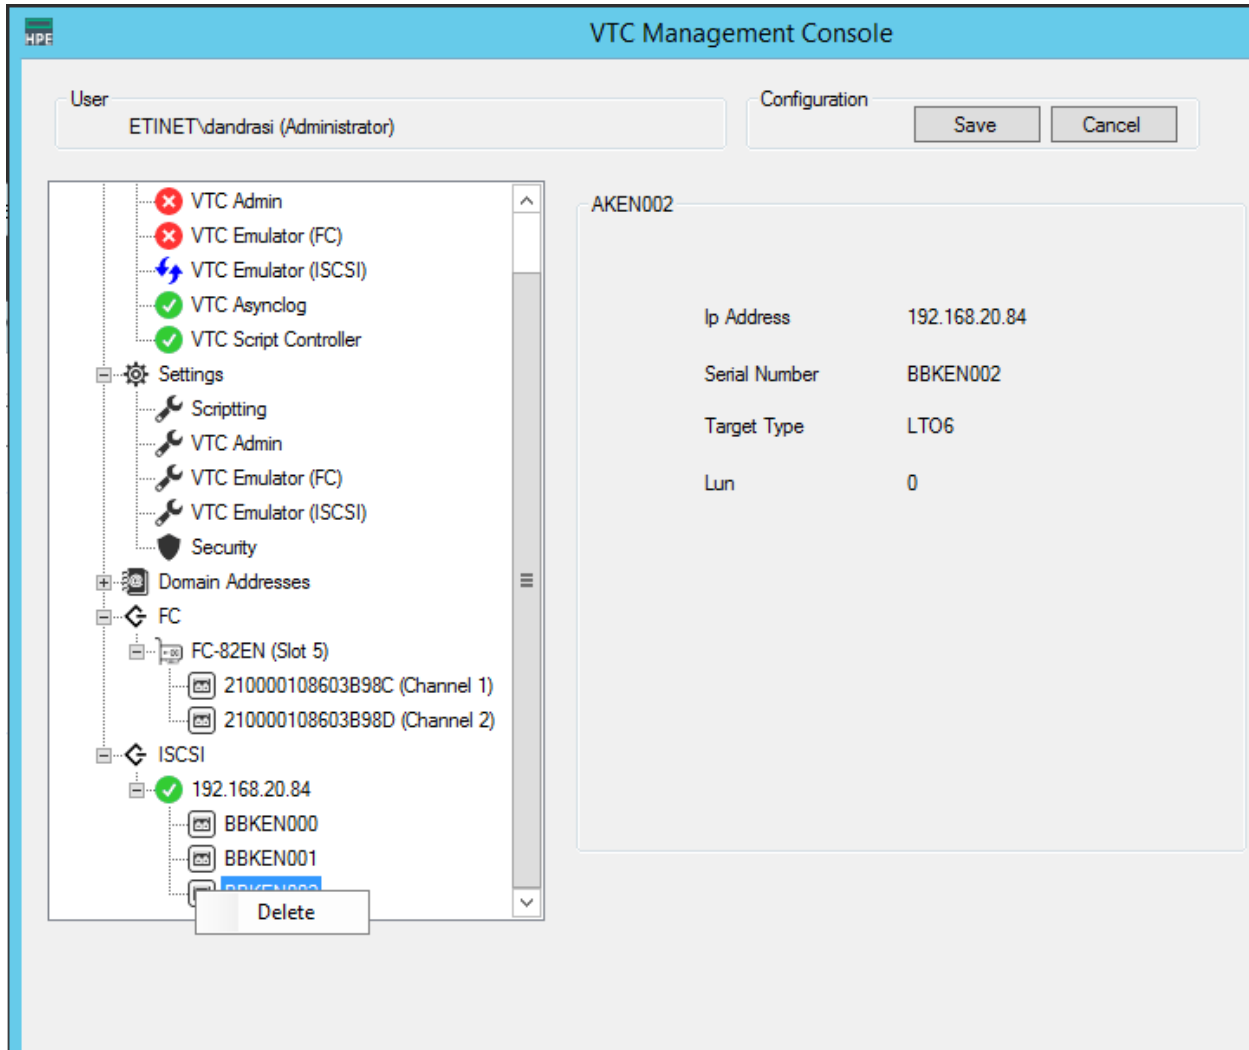 HPE
VTC Management Console
User
ETINET\dandrasi (Administrator)
Configuration
Save
Cancel
VTC Admin
VTC Emulator (FC)
VTC Emulator (ISCSI)
VTC Asynclog
VTC Script Controller
Settings
Scriptting
VTC Admin
VTC Emulator (FC)
VTC Emulator (ISCSI)
Security
Domain Addresses
FC
FC-82EN (Slot 5)
210000108603B98C (Channel 1)
210000108603B98D (Channel 2)
ISCSI
192.168.20.84
BBKEN000
BBKEN001
Delete
AKEN002
Ip Address 192.168.20.84
Serial Number BBKEN002
Target Type LTO6
Lun 0